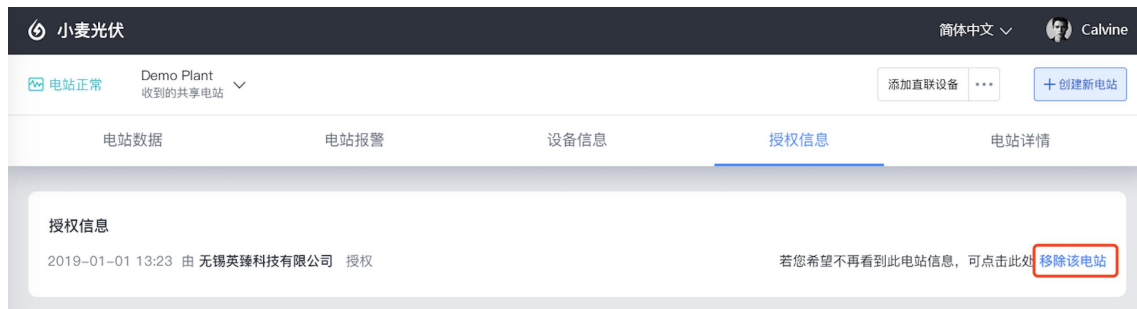 小麦光伏
简体中文
Calvine
电站正常
Demo Plant
收到的共享电站
添加直联设备
···
+创建新电站
电站数据
电站报警
设备信息
授权信息
电站详情
授权信息
2019-01-01 13:23 由 无锡英臻科技有限公司 授权
若您希望不再看到此电站信息，可点击此处 移除该电站